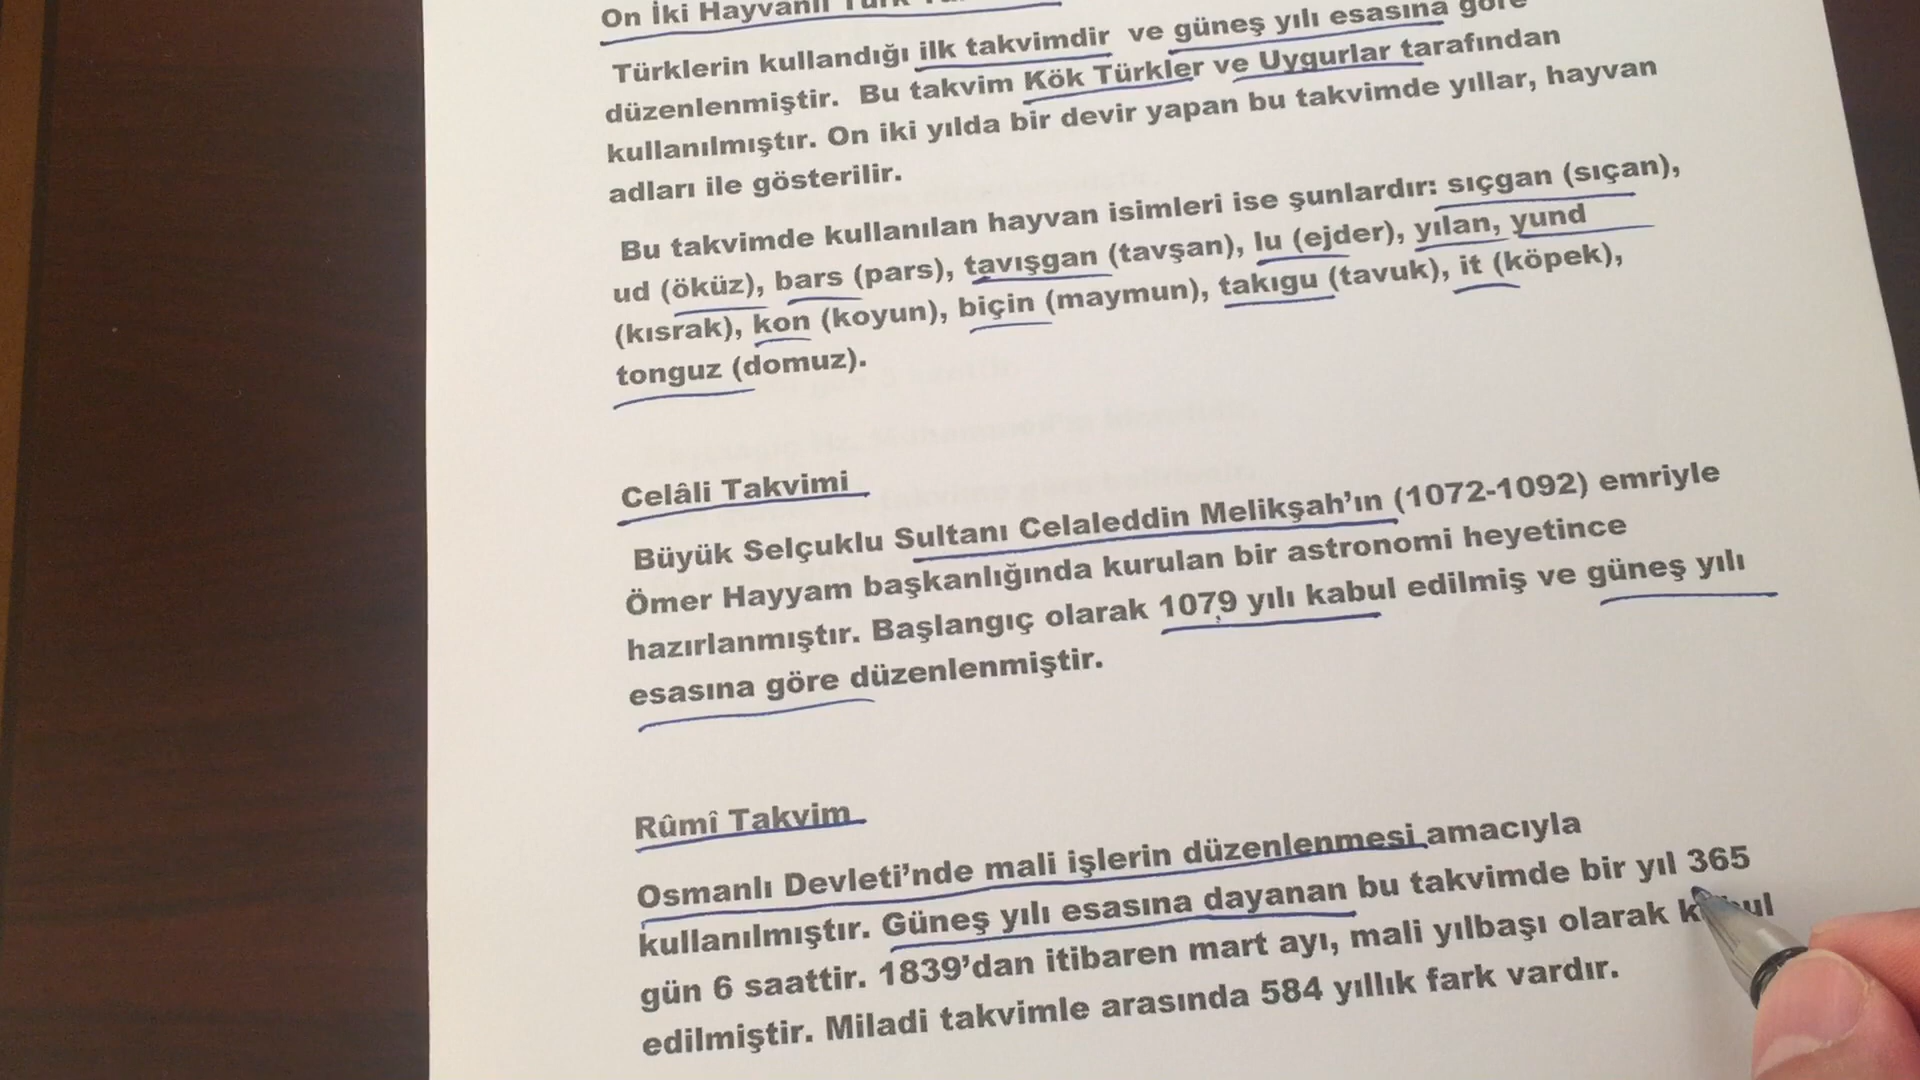 On İki Hayvanlı Türk
Türklerin kullandığı ilk takvimdir ve güneş yılı esasına göre
düzenlenmiştir. Bu takvim Kök Türkler ve Uygurlar tarafından
kullanılmıştır. On iki yılda bir devir yapan bu takvimde yıllar, hayvan
adları ile gösterilir.
Bu takvimde kullanılan hayvan isimleri ise şunlardır: sıçgan (sıçan),
ud (öküz), bars (pars), tavışgan (tavşan), lu (ejder), yılan, yund
(kısrak), kon (koyun), biçin (maymun), takıgu (tavuk), it (köpek),
tonguz (domuz).
Celâli Takvimi
Büyük Selçuklu Sultanı Celaleddin Melikşah’ın (1072-1092) emriyle
Ömer Hayyam başkanlığında kurulan bir astronomi heyetince
hazırlanmıştır. Başlangıç olarak 1079 yılı kabul edilmiş ve güneş yılı
esasına göre düzenlenmiştir.
Rûmî Takvim
Osmanlı Devleti’nde mali işlerin düzenlenmesi amacıyla
kullanılmıştır. Güneş yılı esasına dayanan bu takvimde bir yıl 365
gün 6 saattir. 1839’dan itibaren mart ayı, mali yılbaşı olarak kabul
edilmiştir. Miladi takvimle arasında 584 yıllık fark vardır.